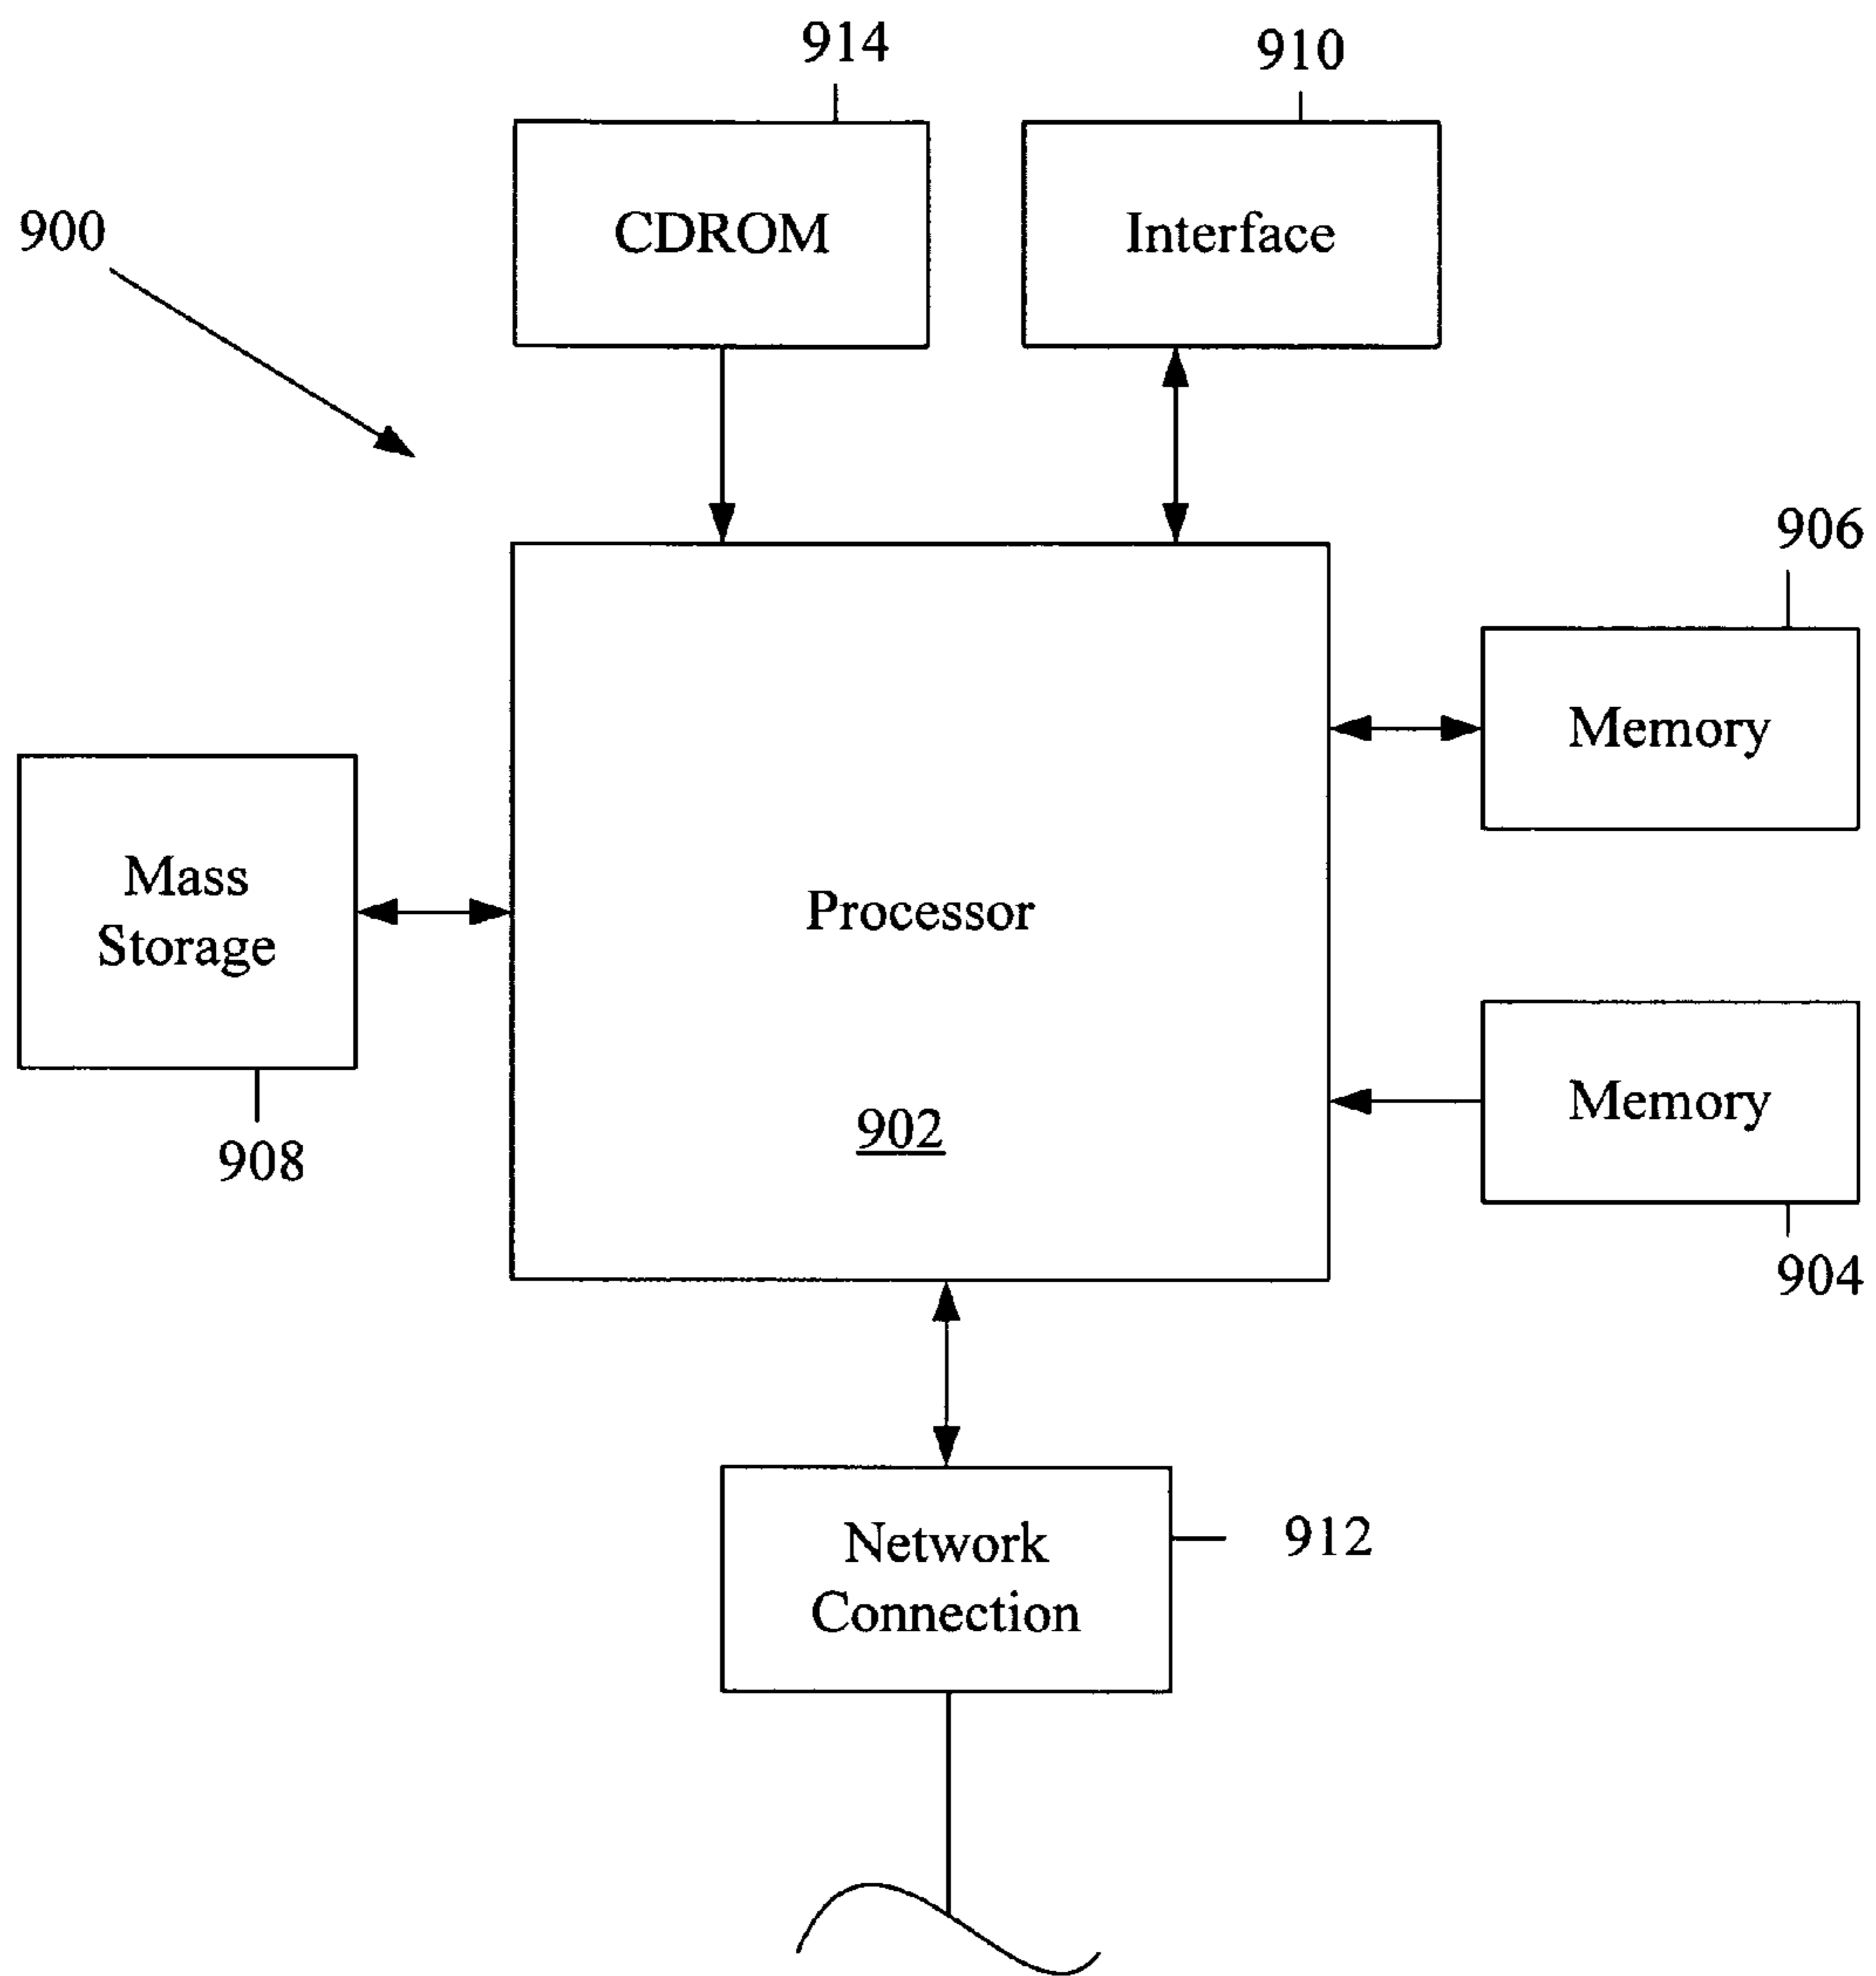 914
910
900
CDROM
Interface
906
Memory
Mass
Storage
Processor
Memory
902
908
904
Network
Connection
912